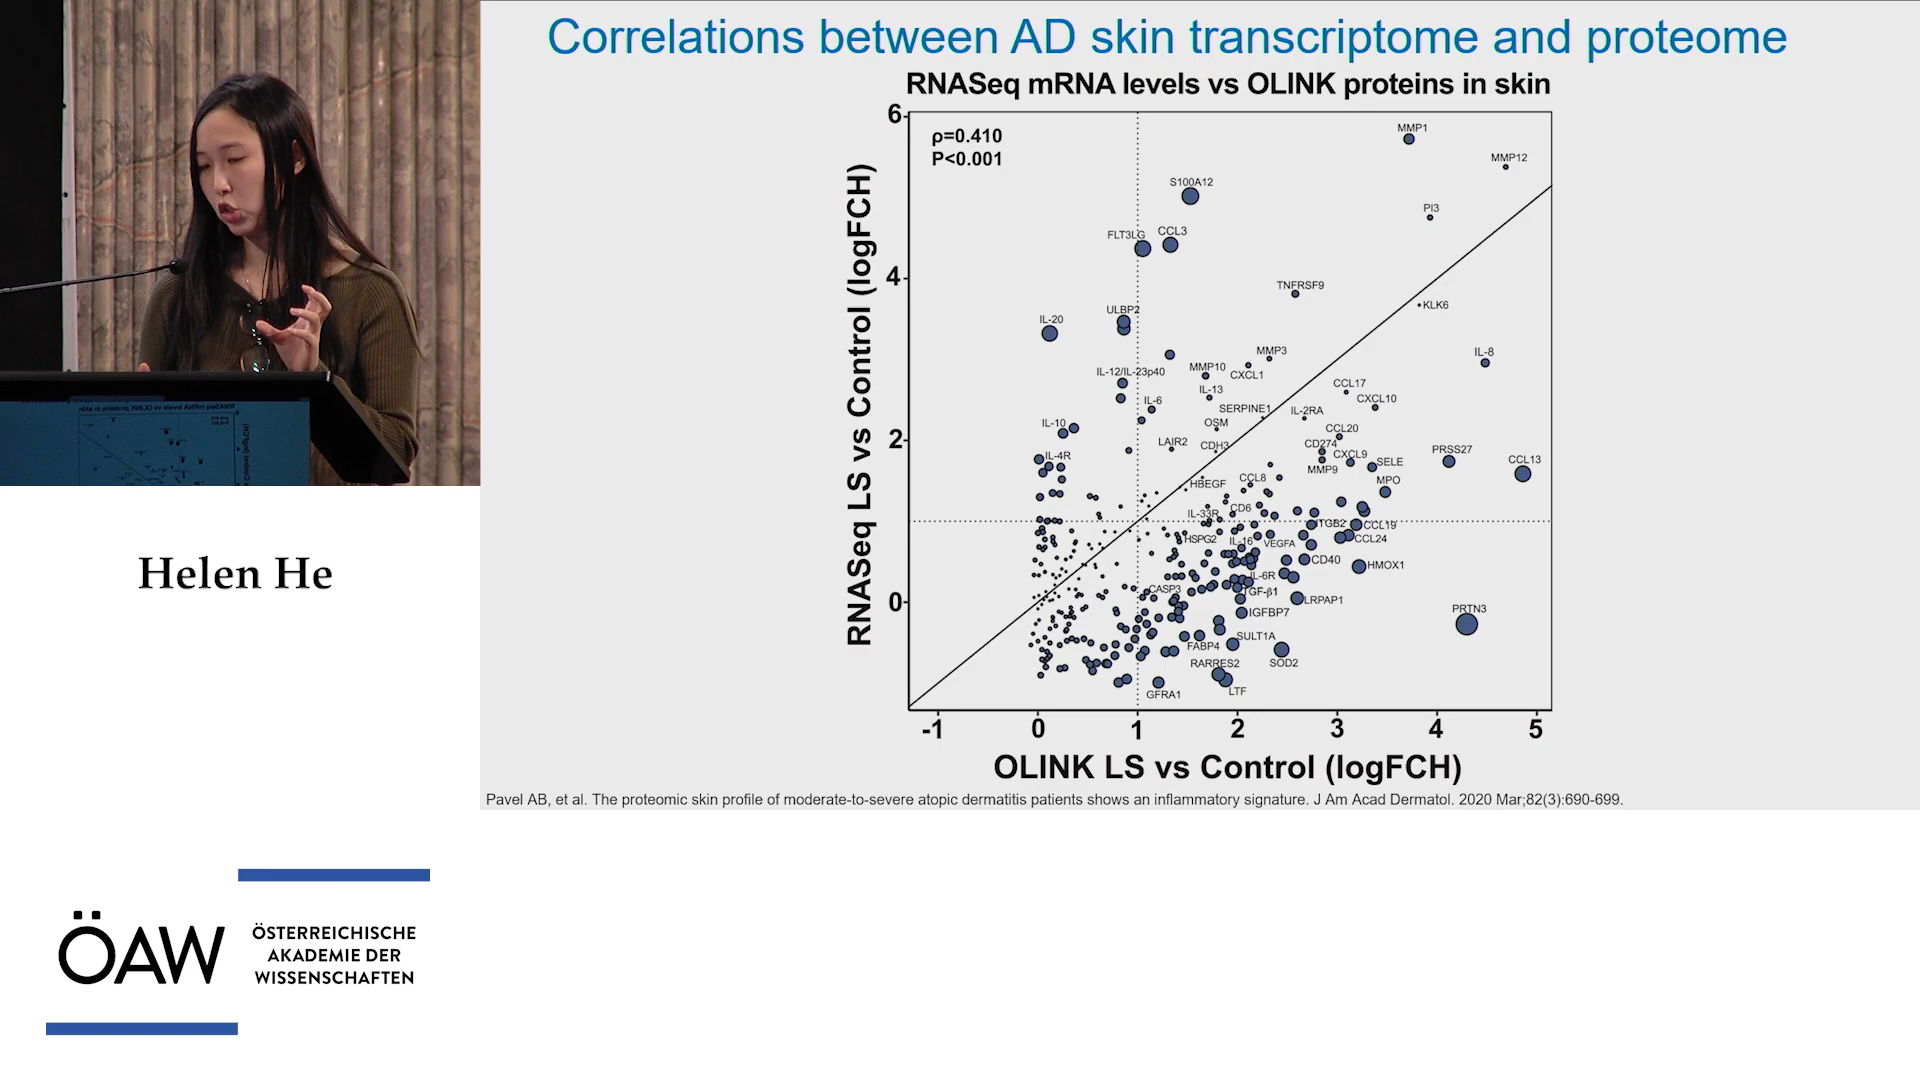 Correlations between AD skin transcriptome and proteome
RNASeq mRNA levels vs OLINK proteins in skin
ρ=0.410
P<0.001
RNASeq LS vs Control (logFCH)
6
4
2
0
MMP1
MMP12
S100A12
PI3
FLT3LG
CCL3
TNFRSF9
KLK6
IL-20
ULBP2
IL-8
MMP3
IL-12/IL-23p40
MMP10
CXCL1
CCL17
IL-13
CXCL10
IL-6
SERPINE1
IL-2RA
IL-10
OSM
CCL20
LAIR2
CDH3
CD274
IL-4R
CXCL9
PRSS27
MMP9
SELE
CCL13
HBEGF
CCL8
MPO
IL-33R
CD6
ITGB2
CCL19
HSPG2
IL-16
VEGFA
CCL24
CD40
HMOX1
IL-6R
CASP3
TGF-β1
LRPAP1
IGFBP7
PRTN3
FABP4
SULT1A
RARRES2
SOD2
GFRA1
LTF
-1
0
1
2
3
4
5
OLINK LS vs Control (logFCH)
Pavel AB, et al. The proteomic skin profile of moderate-to-severe atopic dermatitis patients shows an inflammatory signature. J Am Acad Dermatol. 2020 Mar;82(3):690-699.
Helen He
ÖAW
ÖSTERREICHISCHE
AKADEMIE DER
WISSENSCHAFTEN